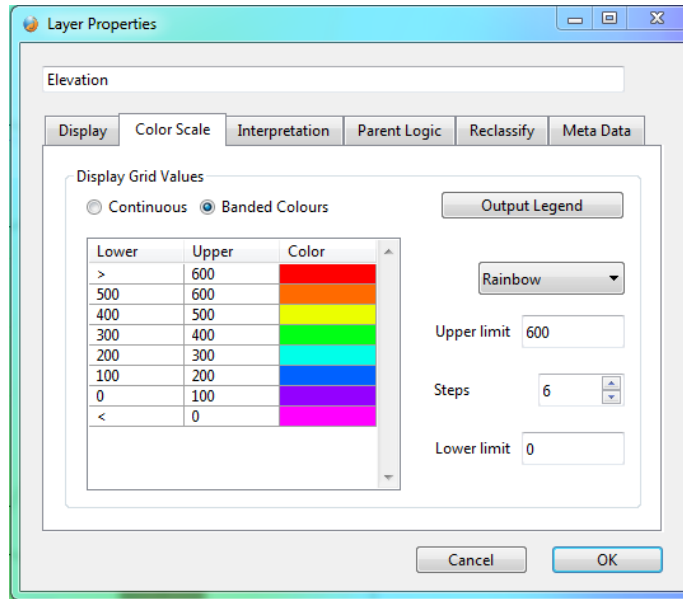 Layer Properties
Elevation
Display Color Scale Interpretation Parent Logic Reclassify Meta Data
Display Grid Values
Continuous Banded Colours Output Legend
Lower Upper Color
> 600
500 600
400 500
300 400
200 300
100 200
0 100
< 0
Rainbow
Upper limit 600
Steps 6
Lower limit 0
Cancel OK